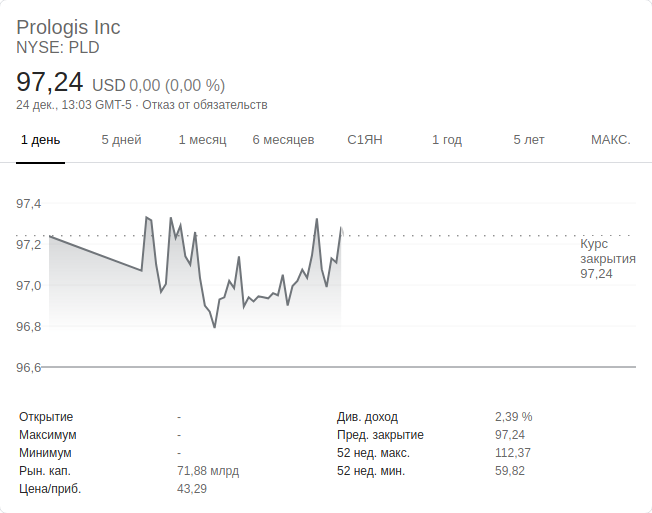 Prologis Inc
NYSE: PLD
97,24 USD 0,00 (0,00 %)
24 дек., 13:03 GMT-5 · Отказ от обязательств
1 день 5 дней 1 месяц 6 месяцев С1ЯН 1 год 5 лет МАКС.
97,4
97,2
97,0
96,8
96,6
Курс
закрытия
97,24
Открытие - Див. доход 2,39 %
Максимум - Пред. закрытие 97,24
Минимум - 52 нед. макс. 112,37
Рын. кап. 71,88 млрд 52 нед. мин. 59,82
Цена/приб. 43,29